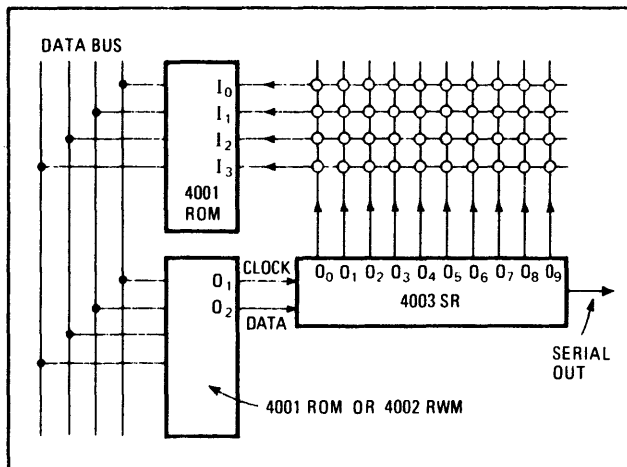 DATA BUS
I0
I1
I2
I3
4001
ROM
O1
CLOCK
O2
DATA
O0 O1 O2 O3 O4 O5 O6 O7 O8 O9
4003 SR
SERIAL
OUT
4001 ROM OR 4002 RWM